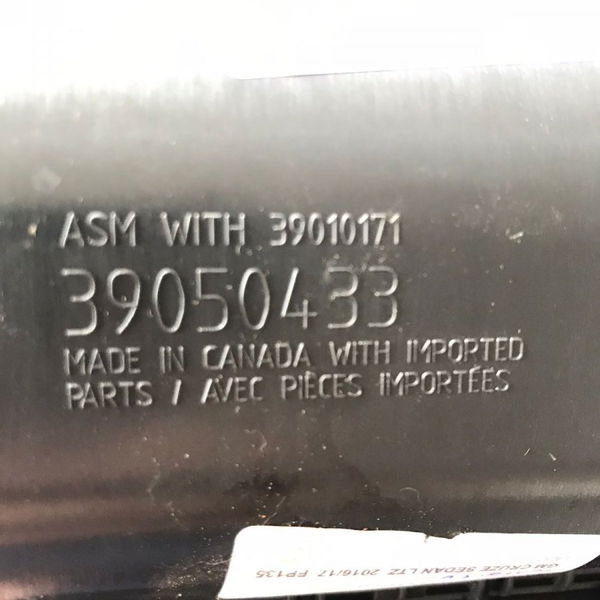 ASM WITH 39010171
39050433
MADE IN CANADA WITH IMPORTED
PARTS / AVEC PIÈCES IMPORTÉES
GM CRUZE SEDAN LTZ 2016/17 FP135